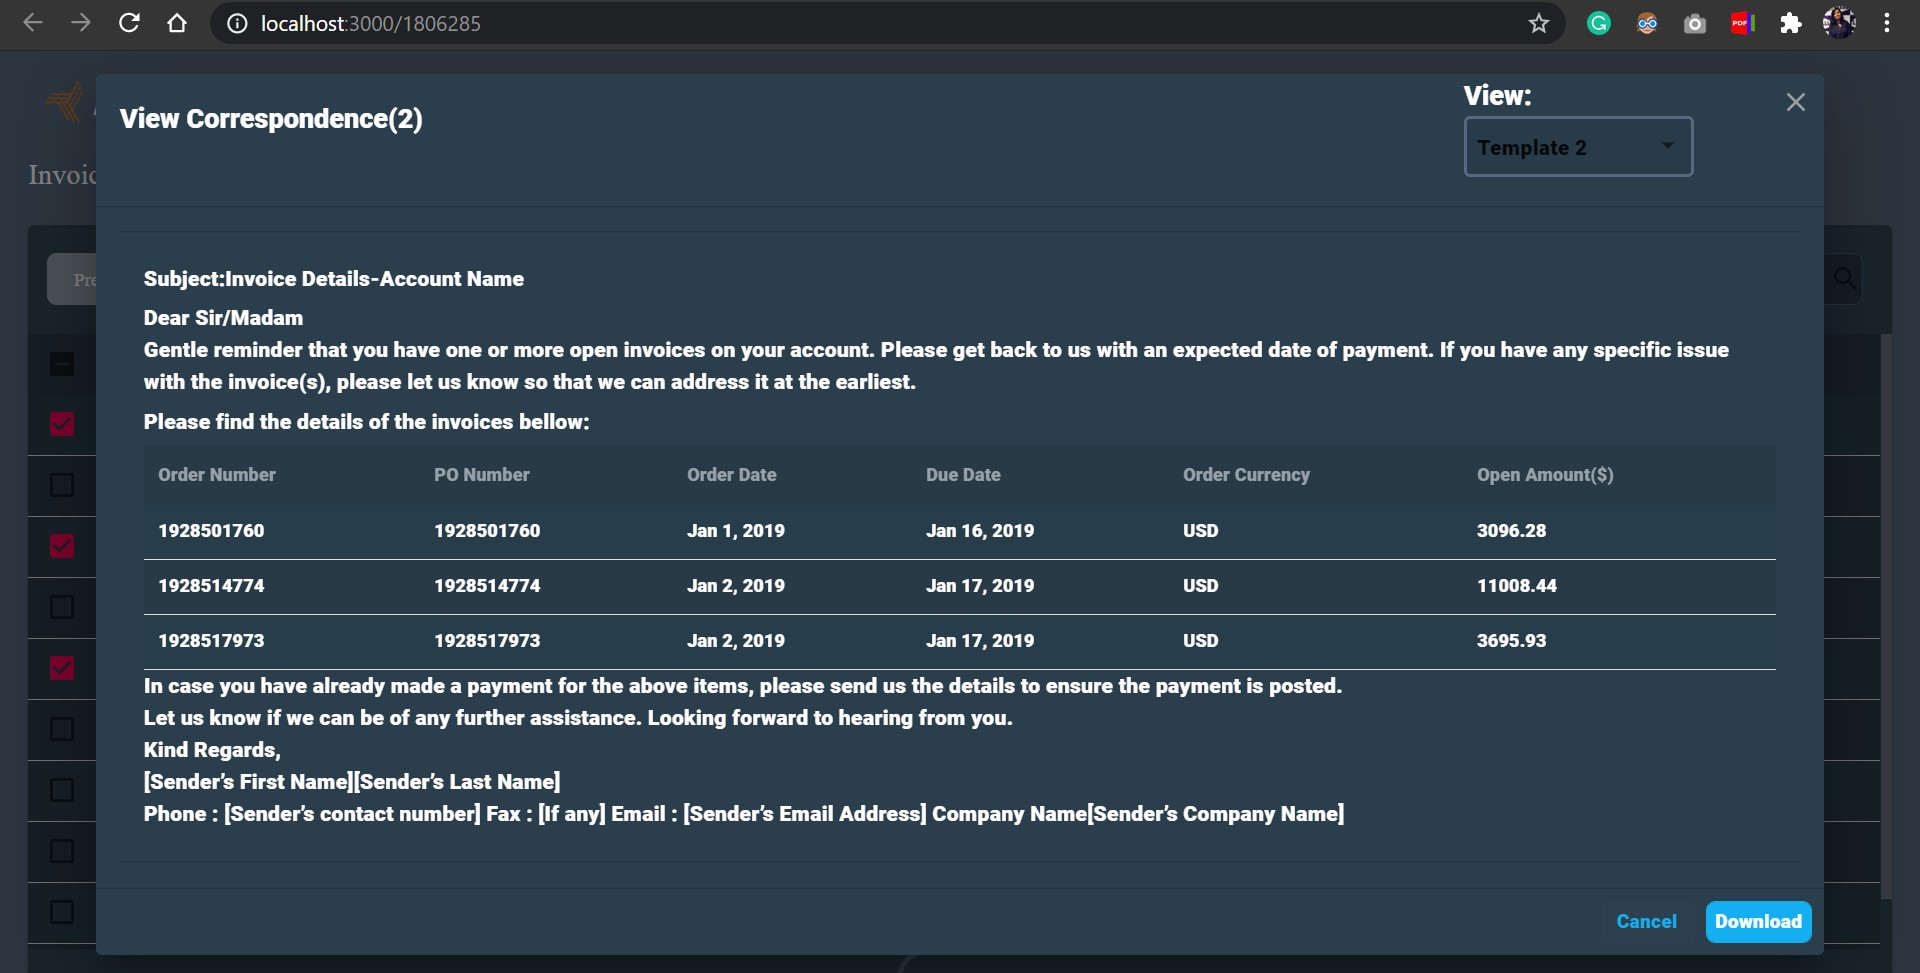 localhost:3000/1806285
View Correspondence(2)
View:
Template 2
Invoic
Pre
Subject:Invoice Details-Account Name
Dear Sir/Madam
Gentle reminder that you have one or more open invoices on your account. Please get back to us with an expected date of payment. If you have any specific issue
with the invoice(s), please let us know so that we can address it at the earliest.
Please find the details of the invoices bellow:
Order Number PO Number Order Date Due Date Order Currency Open Amount($)
1928501760 1928501760 Jan 1, 2019 Jan 16, 2019 USD 3096.28
1928514774 1928514774 Jan 2, 2019 Jan 17, 2019 USD 11008.44
1928517973 1928517973 Jan 2, 2019 Jan 17, 2019 USD 3695.93
In case you have already made a payment for the above items, please send us the details to ensure the payment is posted.
Let us know if we can be of any further assistance. Looking forward to hearing from you.
Kind Regards,
[Sender’s First Name][Sender’s Last Name]
Phone : [Sender’s contact number] Fax : [If any] Email : [Sender’s Email Address] Company Name[Sender’s Company Name]
Cancel Download